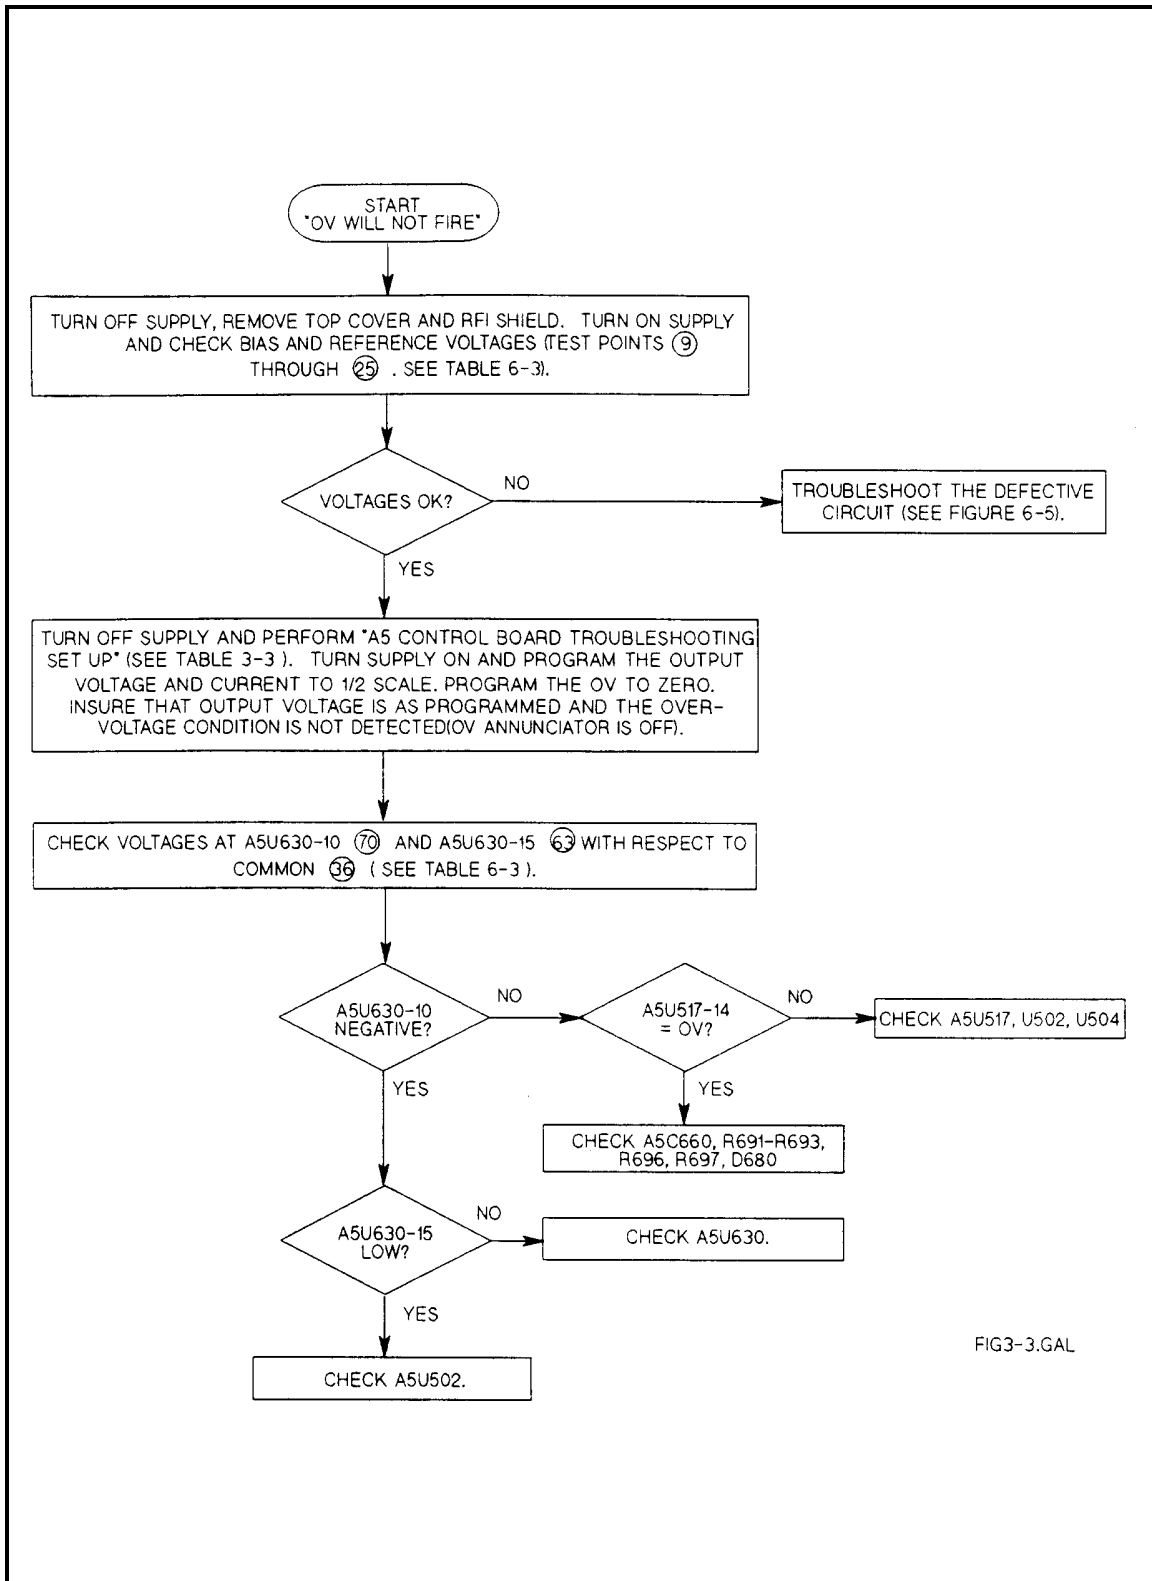 START
"OV WILL NOT FIRE"
TURN OFF SUPPLY, REMOVE TOP COVER AND RFI SHIELD. TURN ON SUPPLY
AND CHECK BIAS AND REFERENCE VOLTAGES (TEST POINTS 9
THROUGH 25 . SEE TABLE 6-3).
VOLTAGES OK?
NO
TROUBLESHOOT THE DEFECTIVE
CIRCUIT (SEE FIGURE 6-5).
YES
TURN OFF SUPPLY AND PERFORM "A5 CONTROL BOARD TROUBLESHOOTING
SET UP" (SEE TABLE 3-3 ). TURN SUPPLY ON AND PROGRAM THE OUTPUT
VOLTAGE AND CURRENT TO 1/2 SCALE. PROGRAM THE OV TO ZERO.
INSURE THAT OUTPUT VOLTAGE IS AS PROGRAMMED AND THE OVER-
VOLTAGE CONDITION IS NOT DETECTED(OV ANNUNCIATOR IS OFF).
CHECK VOLTAGES AT A5U630-10 70 AND A5U630-15 63 WITH RESPECT TO
COMMON 36 ( SEE TABLE 6-3 ).
A5U630-10
NEGATIVE?
NO
A5U517-14
= OV?
NO
CHECK A5U517, U502, U504
YES
YES
CHECK A5C660, R691-R693,
R696, R697, D680
A5U630-15
LOW?
NO
CHECK A5U630.
YES
CHECK A5U502.
FIG3-3.GAL